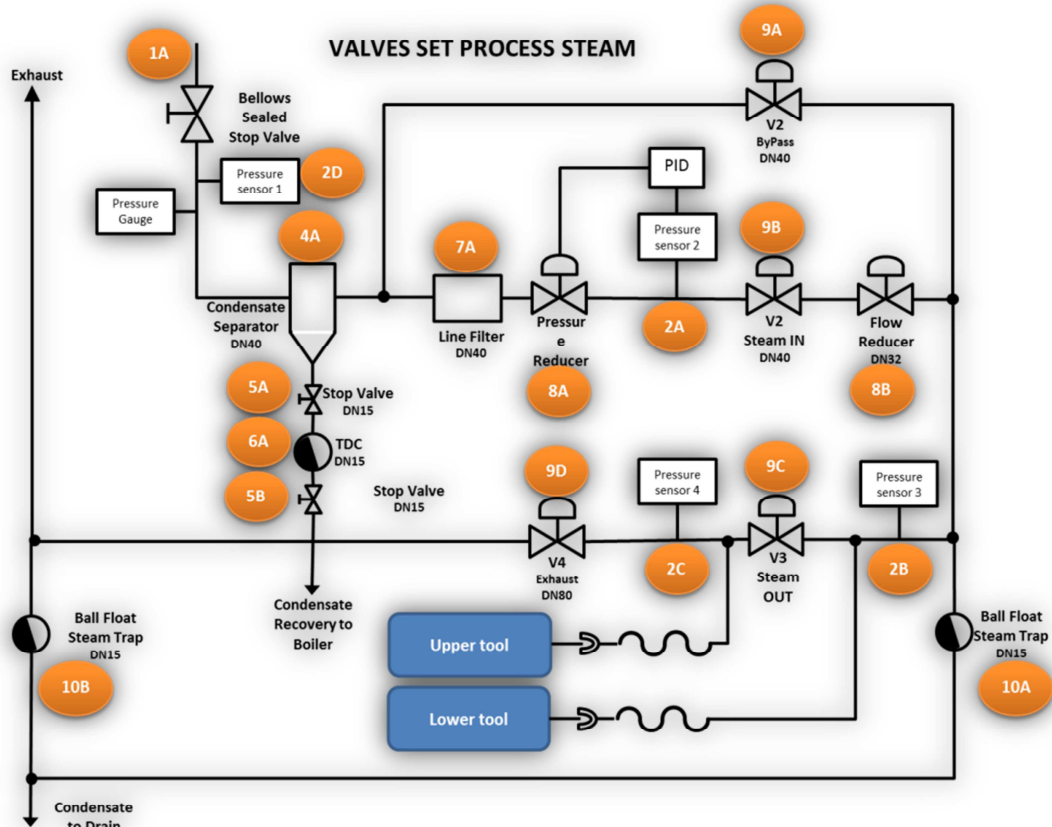 VALVES SET PROCESS STEAM
9A
1A
Exhaust
Bellows
Sealed
Stop Valve
V2
ByPass
DN40
PID
Pressure
sensor 1
2D
Pressure
Gauge
4A
7A
Pressure
sensor 2
9B
Condensate
Separator
DN40
Line Filter
DN40
Pressur
e
Reducer
2A
V2
Steam IN
DN40
Flow
Reducer
DN32
8A
8B
5A
Stop Valve
DN15
6A
TDC
DN15
5B
Stop Valve
DN15
9D
Pressure
sensor 4
9C
Pressure
sensor 3
V4
Exhaust
DN80
2C
V3
Steam
OUT
2B
Condensate
Recovery to
Boiler
Ball Float
Steam Trap
DN15
10B
Upper tool
Lower tool
Ball Float
Steam Trap
DN15
10A
Condensate
to Drain